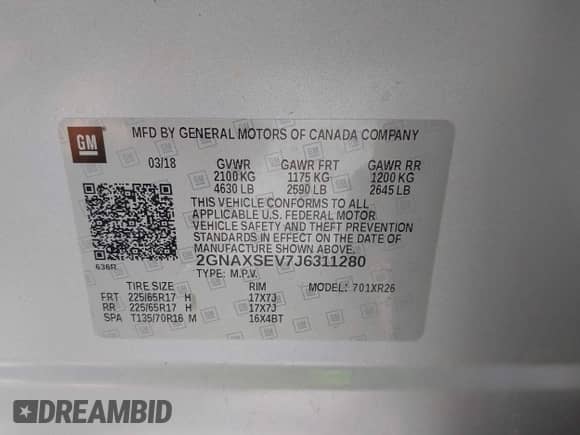 GM
MFD BY GENERAL MOTORS OF CANADA COMPANY
03/18 GVWR GAWR FRT GAWR RR
2100 KG 1175 KG 1200 KG
4630 LB 2590 LB 2645 LB
THIS VEHICLE CONFORMS TO ALL
APPLICABLE U.S. FEDERAL MOTOR
VEHICLE SAFETY AND THEFT PREVENTION
STANDARDS IN EFFECT ON THE DATE OF
MANUFACTURE SHOWN ABOVE.
636R 2GNAXSEV7J6311280
TYPE: M.P.V.
TIRE SIZE RIM MODEL: 701XR26
FRT 225/65R17 H 17X7J
RR 225/65R17 H 17X7J
SPA T135/70R16 M 16X4BT
DREAMBID